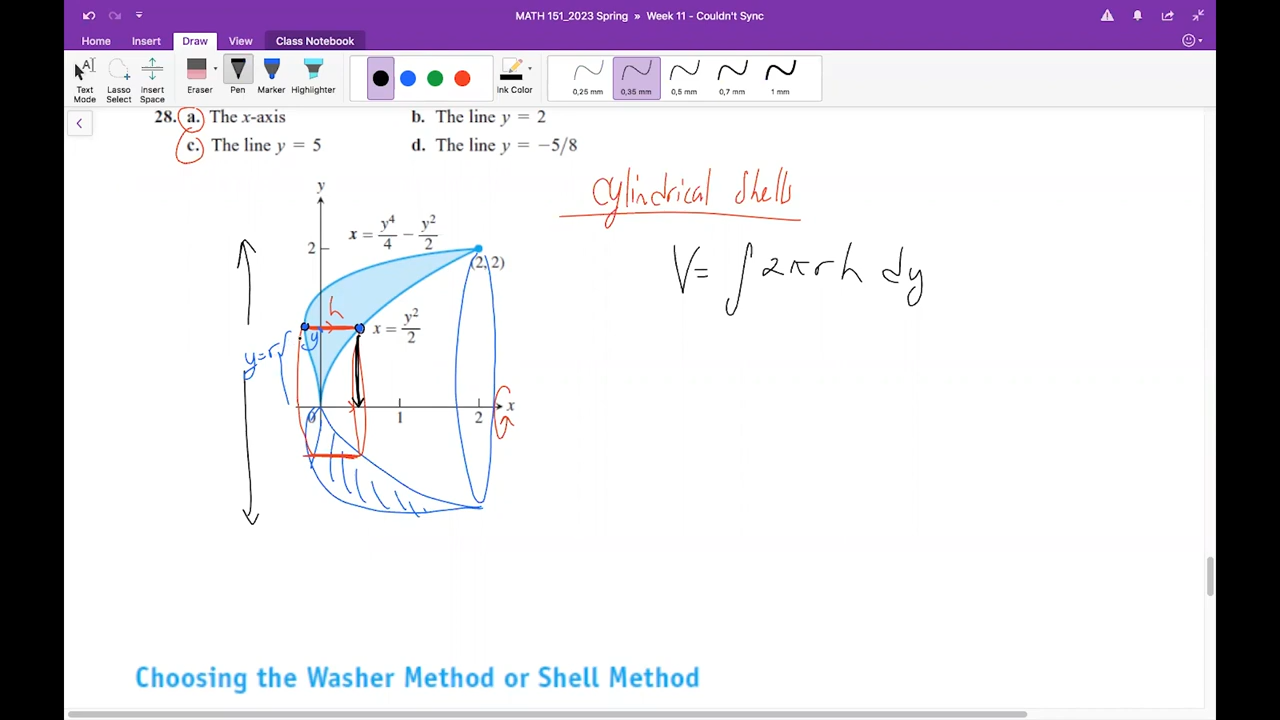 MATH 151_2023 Spring » Week 11 - Couldn't Sync
Home Insert Draw View Class Notebook
Text Mode Lasso Select Insert Space Eraser Pen Marker Highlighter Ink Color 0,25 mm 0,35 mm 0,5 mm 0,7 mm 1 mm
28. a. The x-axis b. The line y = 2
c. The line y = 5 d. The line y = −5/8
Cylindrical Shells
y
x = y⁴/4 − y²/2
2
(2, 2)
V = ∫ 2πrh dy
h
y
x = y²/2
y=r
0 1 2 x
Choosing the Washer Method or Shell Method